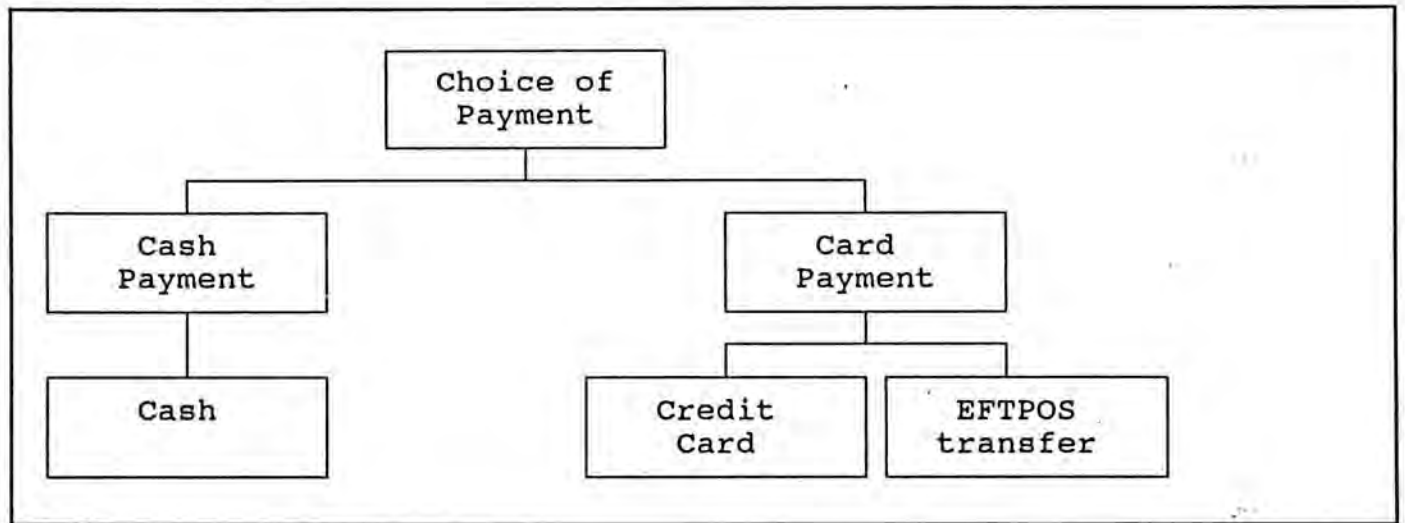 Choice of
Payment
Cash
Payment
Card
Payment
Cash
Credit
Card
EFTPOS
transfer